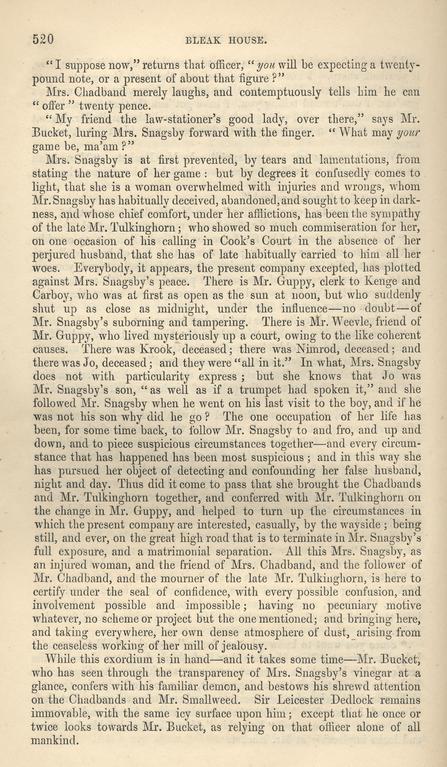 520
BLEAK HOUSE.
“I suppose now,” returns that officer, “you will be expecting a twenty-
pound note, or a present of about that figure?”
Mrs. Chadband merely laughs, and contemptuously tells him he can
“offer” twenty pence.
“My friend the law-stationer's good lady, over there,” says Mr.
Bucket, luring Mrs. Snagsby forward with the finger. “What may your
game be, ma'am?”
Mrs. Snagsby is at first prevented, by tears and lamentations, from
stating the nature of her game: but by degrees it confusedly comes to
light, that she is a woman overwhelmed with injuries and wrongs, whom
Mr. Snagsby has habitually deceived, abandoned, and sought to keep in dark-
ness, and whose chief comfort, under her afflictions, has been the sympathy
of the late Mr. Tulkinghorn; who showed so much commiseration for her,
on one occasion of his calling in Cook's Court in the absence of her
perjured husband, that she has of late habitually carried to him all her
woes. Everybody, it appears, the present company excepted, has plotted
against Mrs. Snagsby's peace. There is Mr. Guppy, clerk to Kenge and
Carboy, who was at first as open as the sun at noon, but who suddenly
shut up as close as midnight, under the influence—no doubt—of
Mr. Snagsby's suborning and tampering. There is Mr. Weevle, friend of
Mr. Guppy, who lived mysteriously up a court, owing to the like coherent
causes. There was Krook, deceased; there was Nimrod, deceased; and
there was Jo, deceased; and they were “all in it.” In what, Mrs. Snagsby
does not with particularity express; but she knows that Jo was
Mr. Snagsby's son, “as well as if a trumpet had spoken it,” and she
followed Mr. Snagsby when he went on his last visit to the boy, and if he
was not his son why did he go? The one occupation of her life has
been, for some time back, to follow Mr. Snagsby to and fro, and up and
down, and to piece suspicious circumstances together—and every circum-
stance that has happened has been most suspicious; and in this way she
has pursued her object of detecting and confounding her false husband,
night and day. Thus did it come to pass that she brought the Chadbands
and Mr. Tulkinghorn together, and conferred with Mr. Tulkinghorn on
the change in Mr. Guppy, and helped to turn up the circumstances in
which the present company are interested, casually, by the wayside; being
still, and ever, on the great high road that is to terminate in Mr. Snagsby's
full exposure, and a matrimonial separation. All this Mrs. Snagsby, as
an injured woman, and the friend of Mrs. Chadband, and the follower of
Mr. Chadband, and the mourner of the late Mr. Tulkinghorn, is here to
certify under the seal of confidence, with every possible confusion, and
involvement possible and impossible; having no pecuniary motive
whatever, no scheme or project but the one mentioned; and bringing here,
and taking everywhere, her own dense atmosphere of dust, arising from
the ceaseless working of her mill of jealousy.
While this exordium is in hand—and it takes some time—Mr. Bucket,
who has seen through the transparency of Mrs. Snagsby's vinegar at a
glance, confers with his familiar demon, and bestows his shrewd attention
on the Chadbands and Mr. Smallweed. Sir Leicester Dedlock remains
immovable, with the same icy surface upon him; except that he once or
twice looks towards Mr. Bucket, as relying on that officer alone of all
mankind.